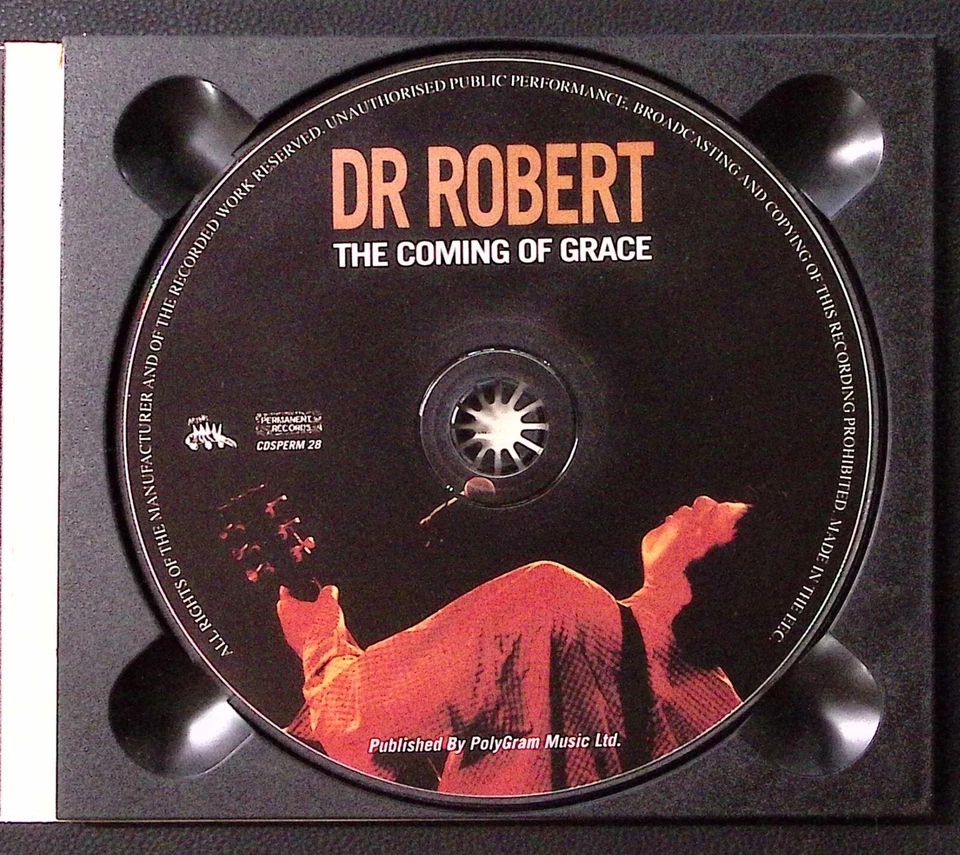 DR ROBERT
THE COMING OF GRACE
PERMANENT
RECORDS
CDSPERM 28
Published By PolyGram Music Ltd.
ALL RIGHTS OF THE MANUFACTURER AND OF THE RECORDED WORK RESERVED. UNAUTHORISED PUBLIC PERFORMANCE, BROADCASTING AND COPYING OF THIS RECORDING PROHIBITED. MADE IN THE EEC.